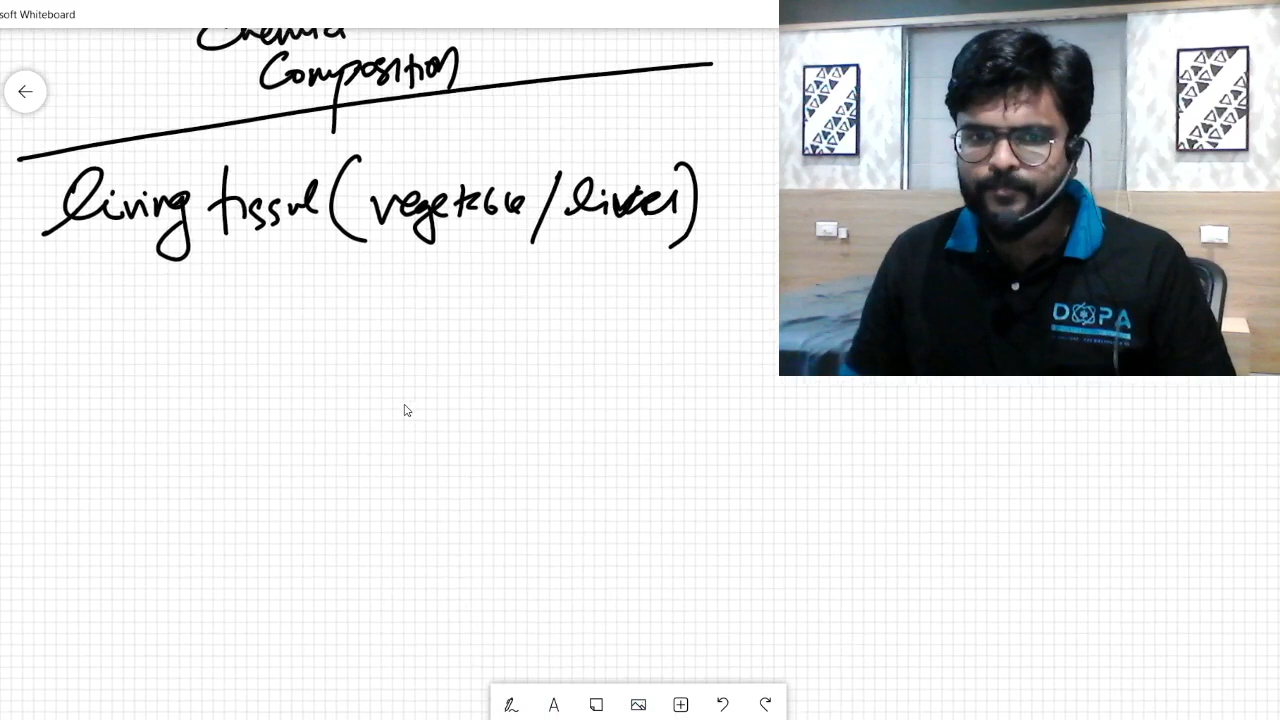 soft Whiteboard
Composition
living tissue (vegetable/liver)
DOPA